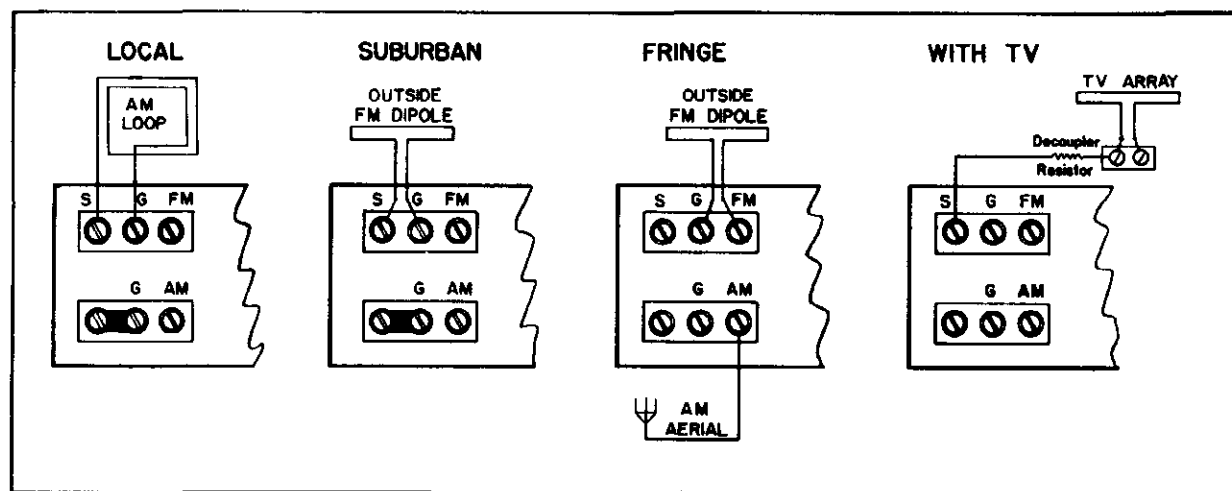 LOCAL
AM
LOOP
S G FM
G AM
SUBURBAN
OUTSIDE
FM DIPOLE
S G FM
G AM
FRINGE
OUTSIDE
FM DIPOLE
S G FM
G AM
AM
AERIAL
WITH TV
TV ARRAY
Decoupler
Resistor
S G FM
G AM